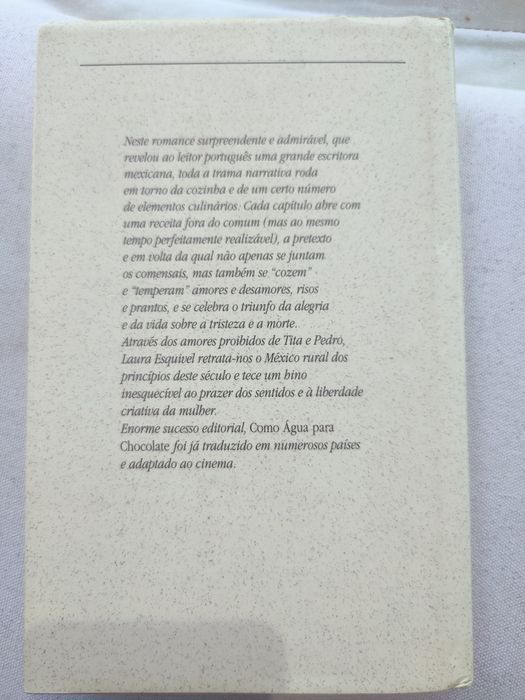 Neste romance surpreendente e admirável, que
revelou ao leitor português uma grande escritora
mexicana, toda a trama narrativa roda
em torno da cozinha e de um certo número
de elementos culinários. Cada capítulo abre com
uma receita fora do comum (mas ao mesmo
tempo perfeitamente realizável), a pretexto
e em volta da qual não apenas se juntam
os comensais, mas também se "cozem"
e "temperam" amores e desamores, risos
e prantos, e se celebra o triunfo da alegria
e da vida sobre a tristeza e a morte.
Através dos amores proibidos de Tita e Pedro,
Laura Esquível retrata-nos o México rural dos
princípios deste século e tece um hino
inesquecível ao prazer dos sentidos e à liberdade
criativa da mulher.
Enorme sucesso editorial, Como Água para
Chocolate foi já traduzido em numerosos países
e adaptado ao cinema.